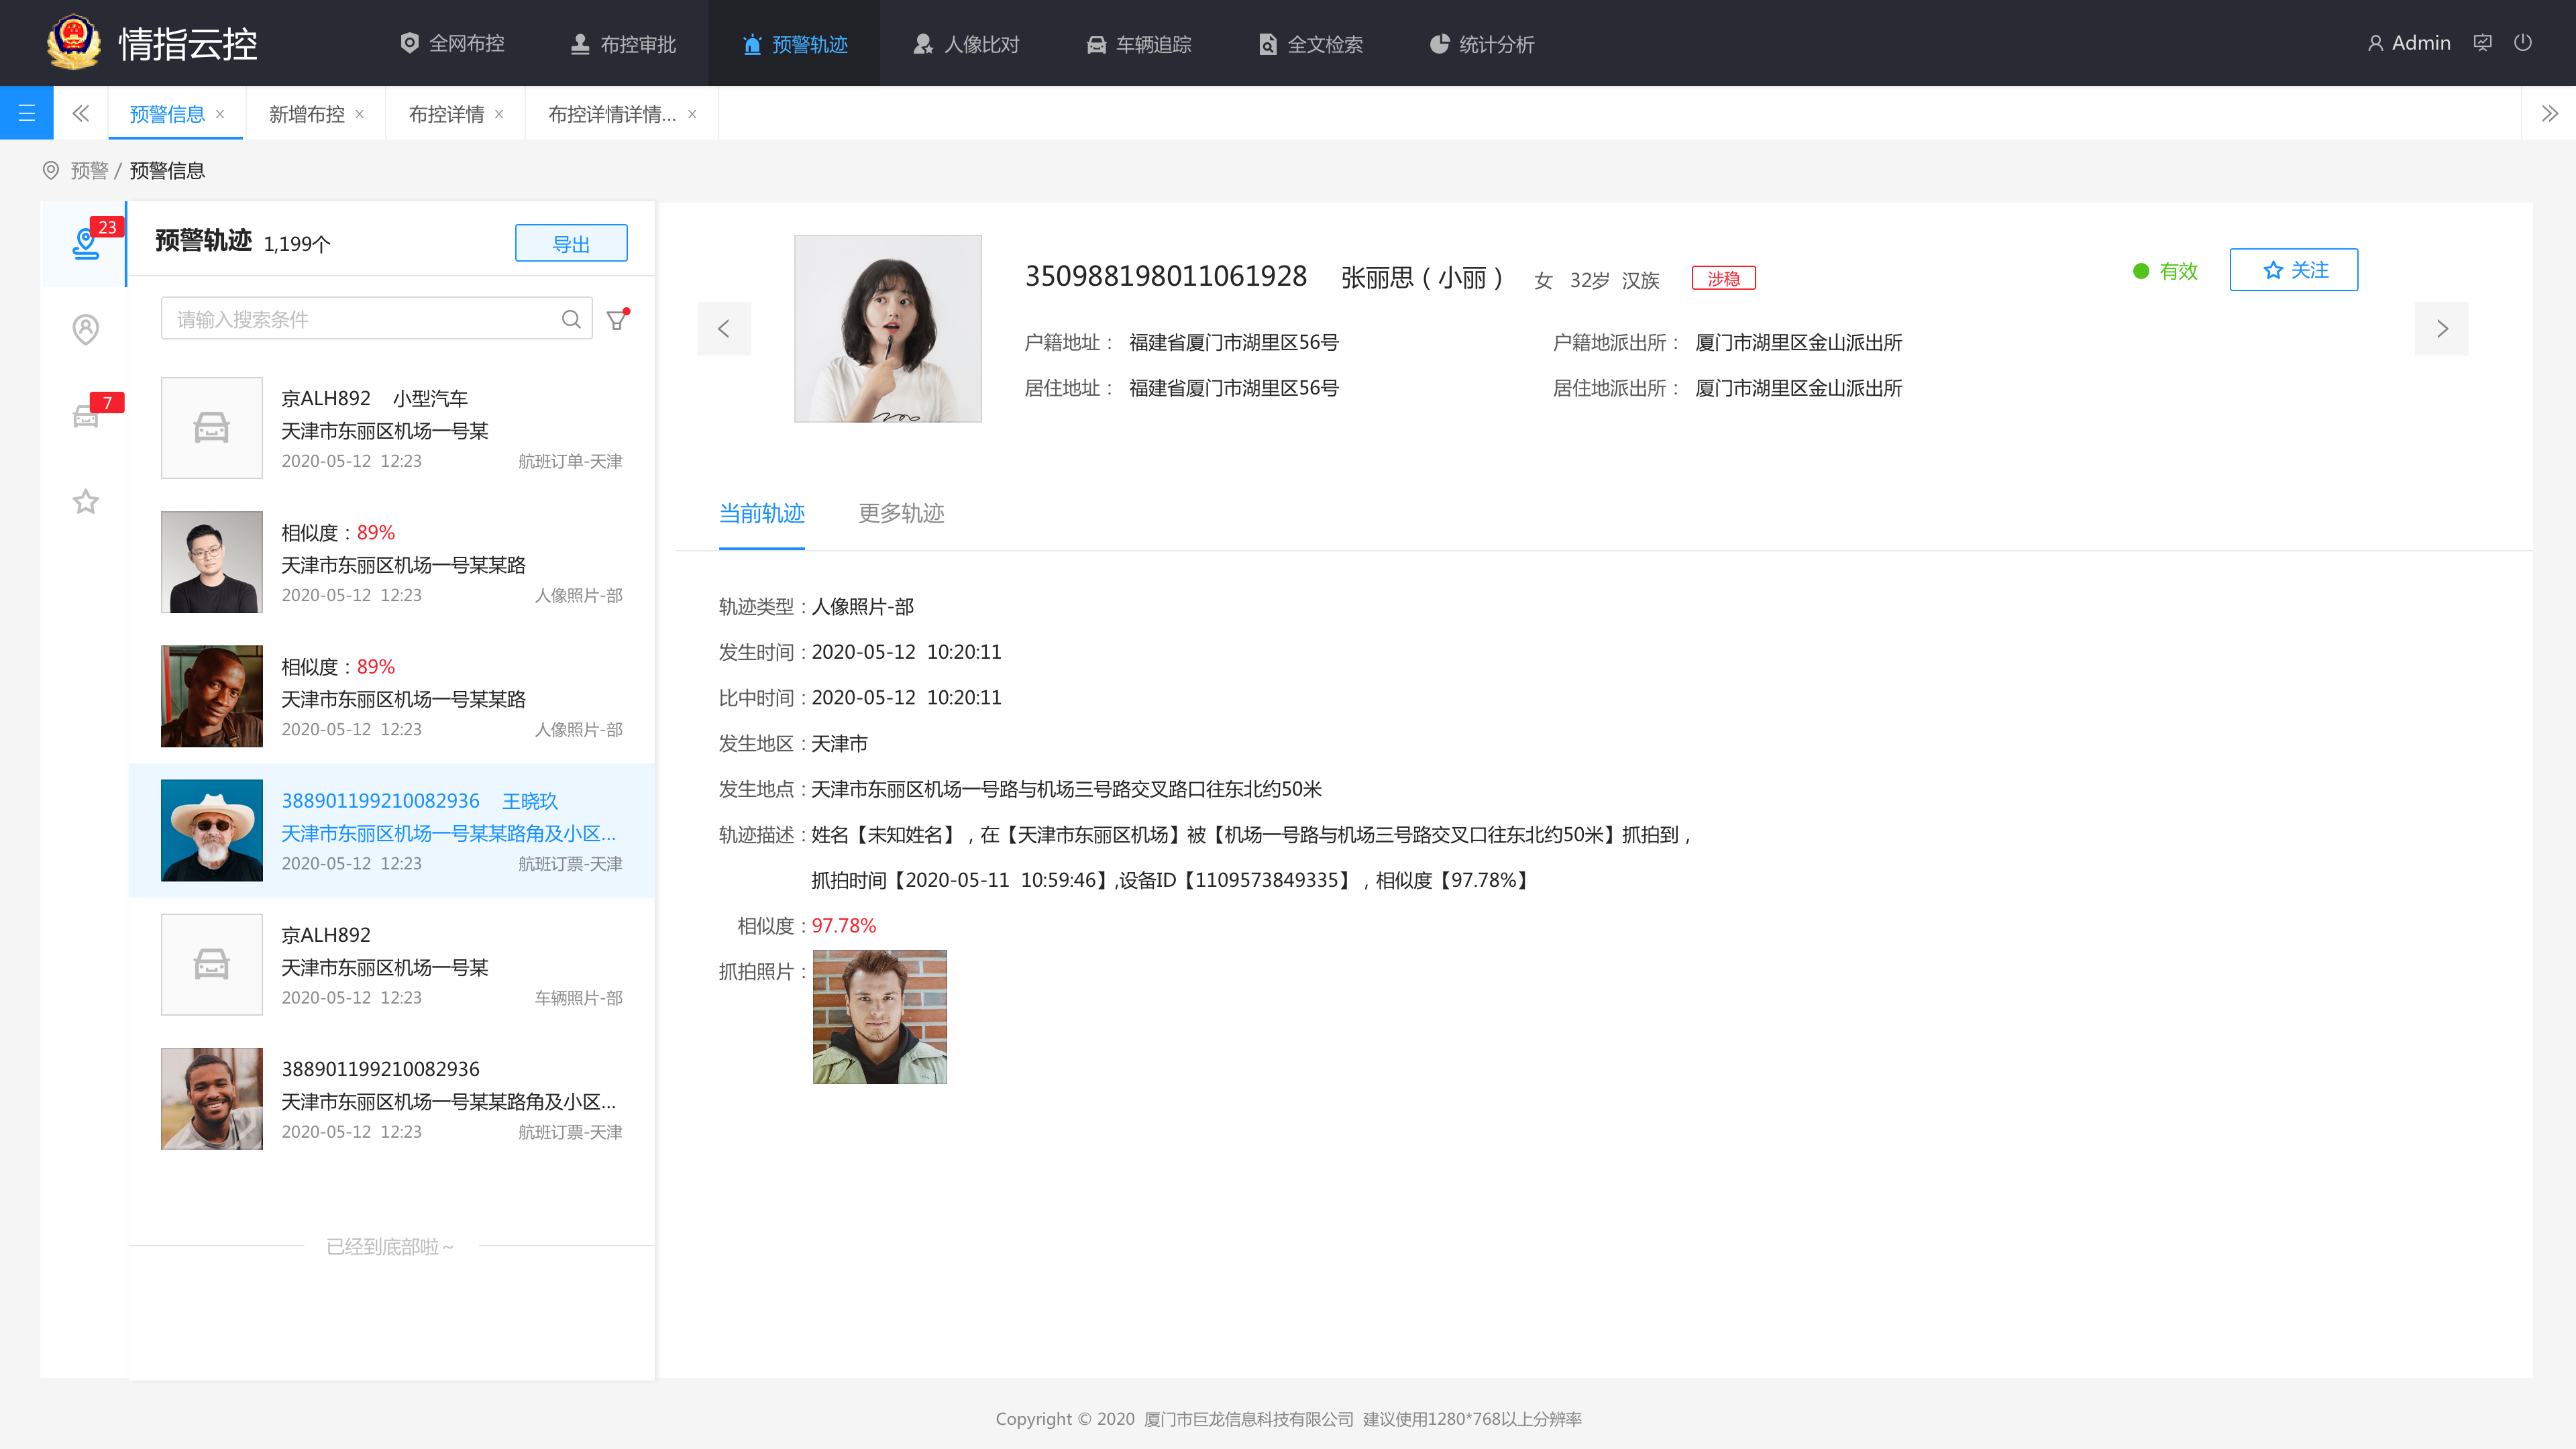 情指云控
全网布控
布控审批
预警轨迹
人像比对
车辆追踪
全文检索
统计分析
Admin
预警信息 ×
新增布控 ×
布控详情 ×
布控详情详情... ×
预警 / 预警信息
23
7
预警轨迹 1,199个
导出
请输入搜索条件
京ALH892 小型汽车
天津市东丽区机场一号某
2020-05-12 12:23 航班订单-天津
相似度：89%
天津市东丽区机场一号某某路
2020-05-12 12:23 人像照片-部
相似度：89%
天津市东丽区机场一号某某路
2020-05-12 12:23 人像照片-部
388901199210082936 王晓玖
天津市东丽区机场一号某某路角及小区...
2020-05-12 12:23 航班订票-天津
京ALH892
天津市东丽区机场一号某
2020-05-12 12:23 车辆照片-部
388901199210082936
天津市东丽区机场一号某某路角及小区...
2020-05-12 12:23 航班订票-天津
已经到底部啦～
350988198011061928 张丽思（小丽） 女 32岁 汉族 涉稳
有效
关注
户籍地址： 福建省厦门市湖里区56号 户籍地派出所： 厦门市湖里区金山派出所
居住地址： 福建省厦门市湖里区56号 居住地派出所： 厦门市湖里区金山派出所
当前轨迹 更多轨迹
轨迹类型：人像照片-部
发生时间：2020-05-12 10:20:11
比中时间：2020-05-12 10:20:11
发生地区：天津市
发生地点：天津市东丽区机场一号路与机场三号路交叉路口往东北约50米
轨迹描述：姓名【未知姓名】，在【天津市东丽区机场】被【机场一号路与机场三号路交叉口往东北约50米】抓拍到，
抓拍时间【2020-05-11 10:59:46】,设备ID【1109573849335】，相似度【97.78%】
相似度：97.78%
抓拍照片：
Copyright © 2020 厦门市巨龙信息科技有限公司 建议使用1280*768以上分辨率